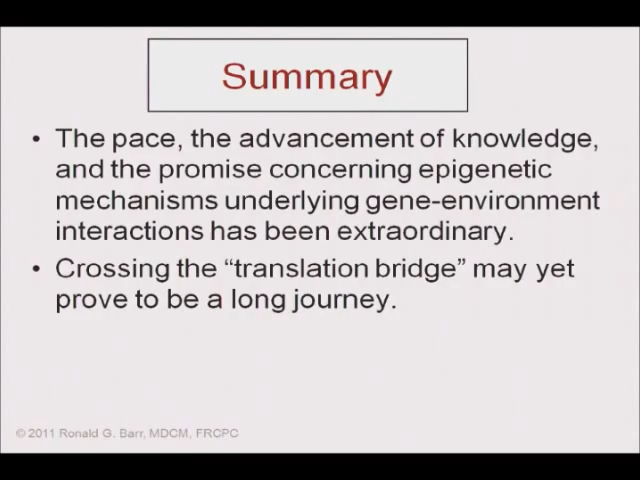 Summary
• The pace, the advancement of knowledge,
and the promise concerning epigenetic
mechanisms underlying gene-environment
interactions has been extraordinary.
• Crossing the “translation bridge” may yet
prove to be a long journey.
© 2011 Ronald G. Barr, MDCM, FRCPC